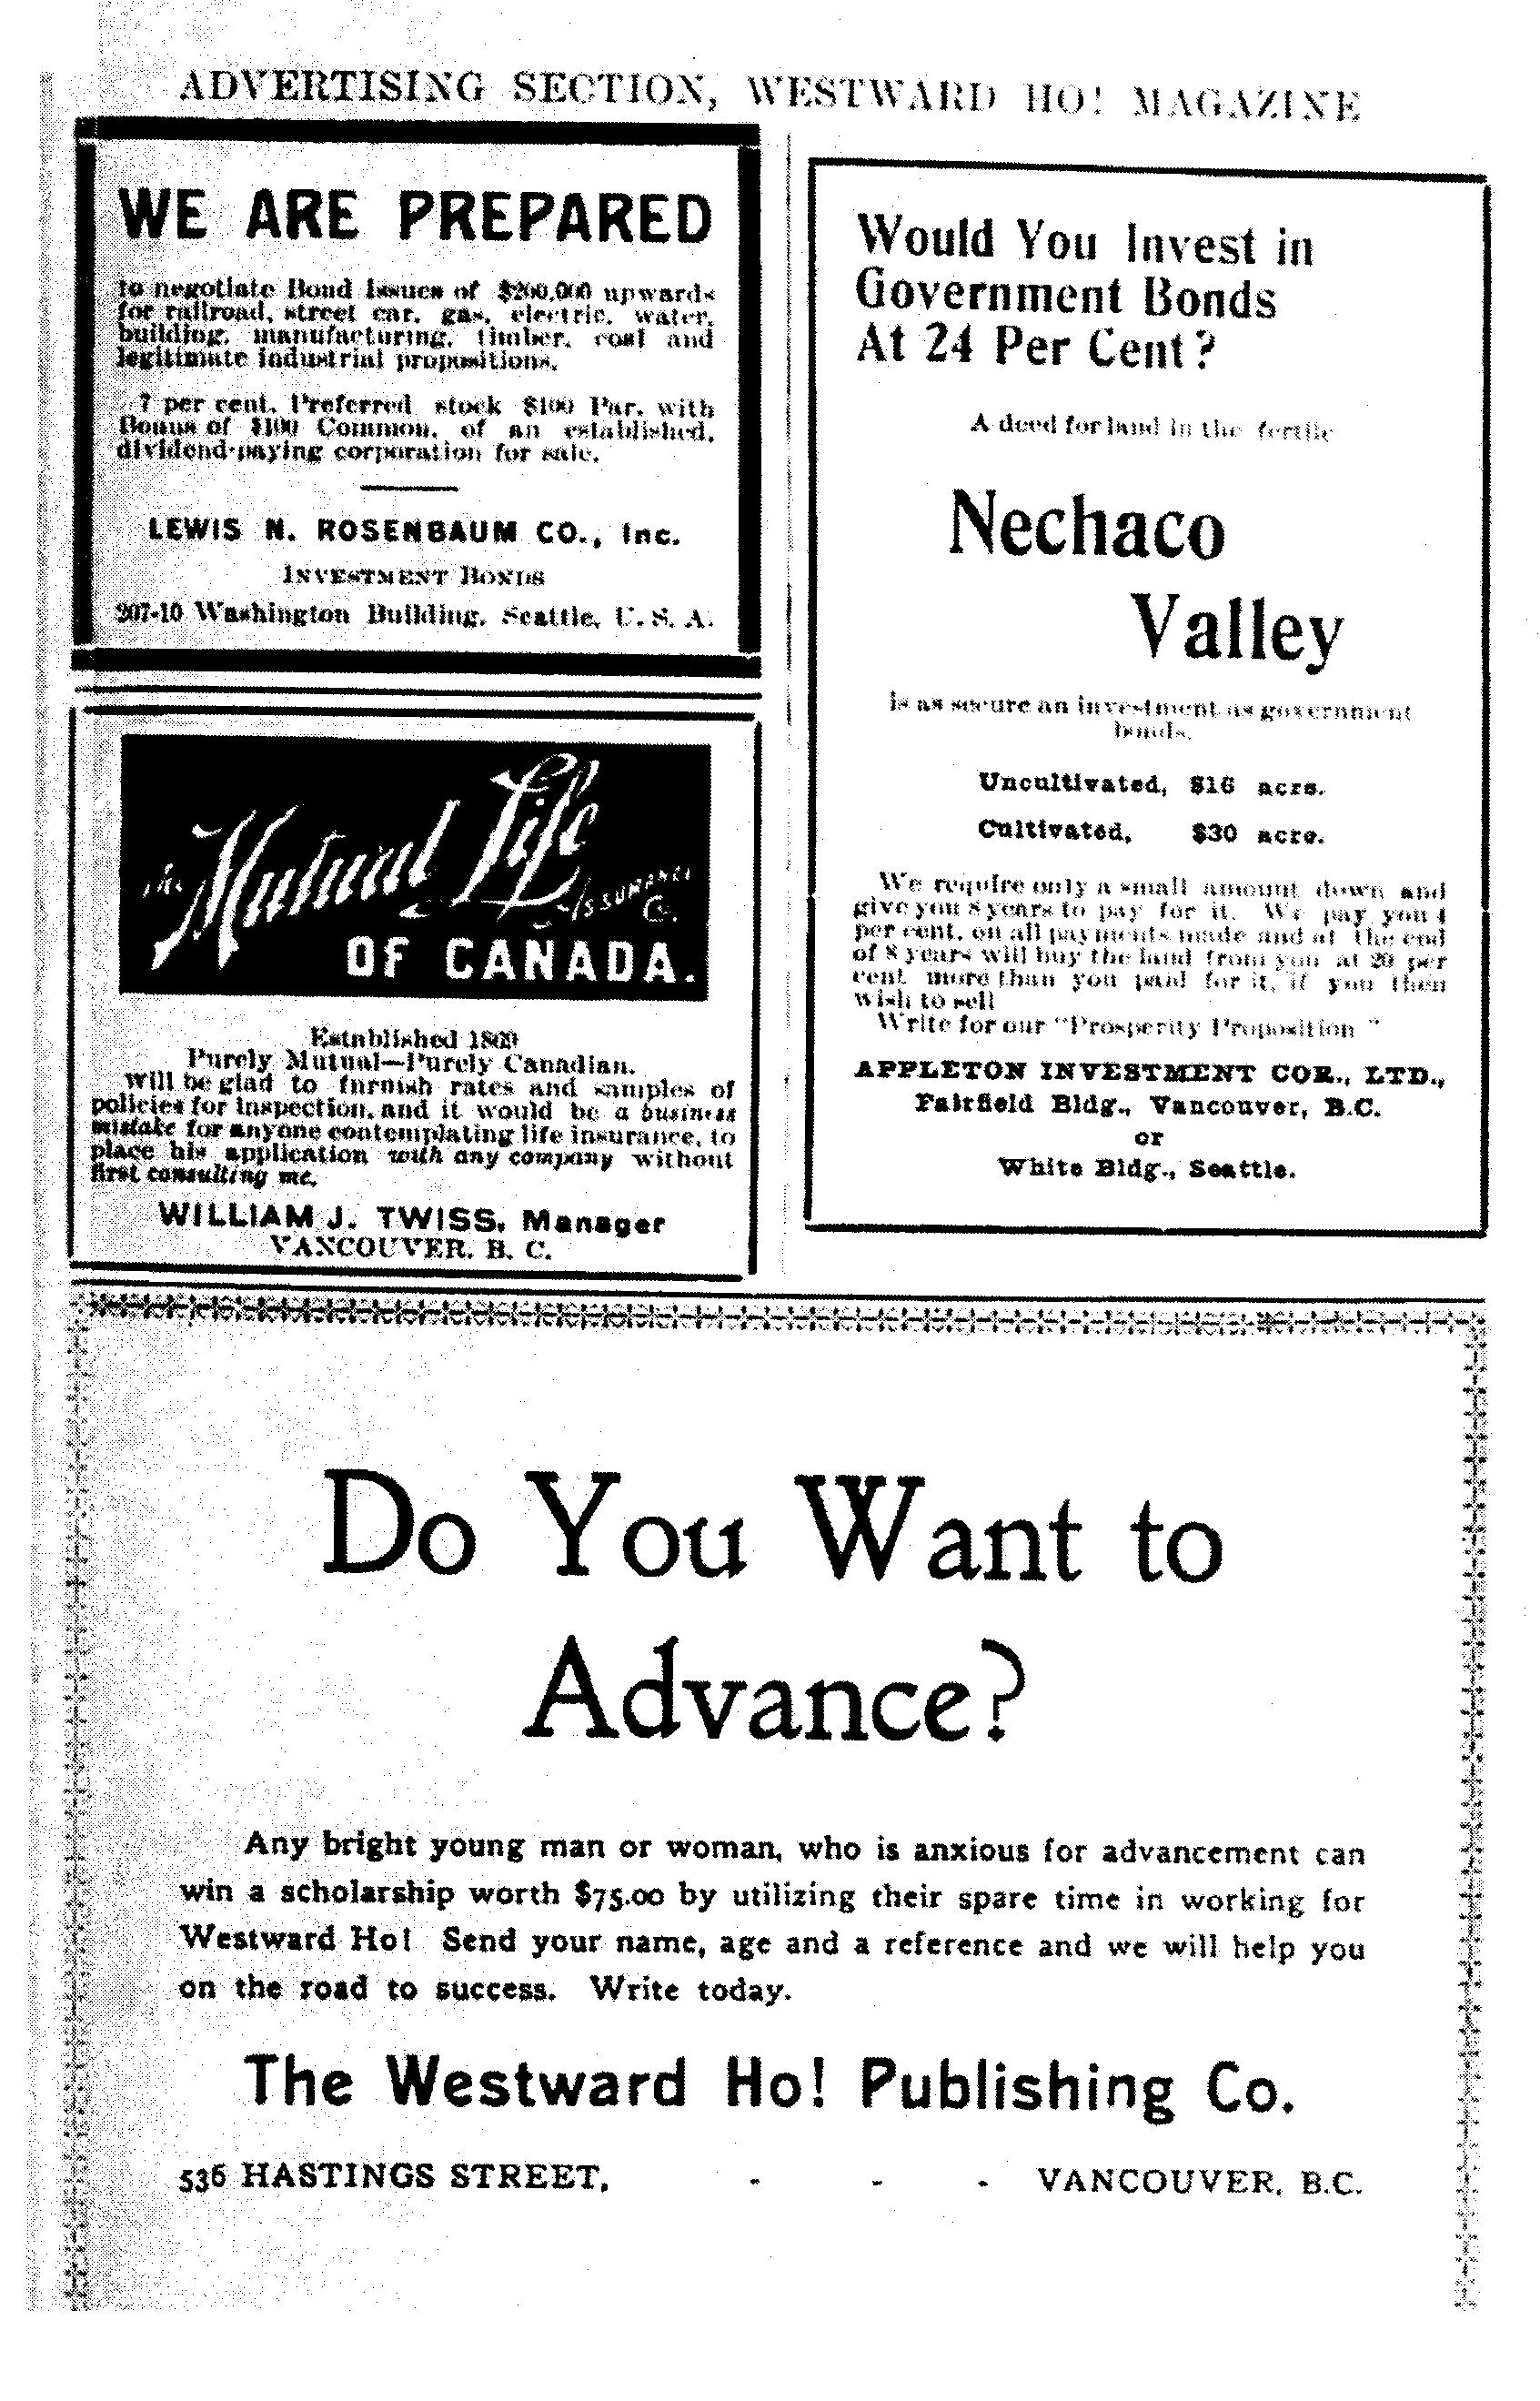 ADVERTISING SECTION, WESTWARD HO! MAGAZINE
WE ARE PREPARED
to negotiate Bond Issues of $200,000 upwards
for railroad, street car, gas, electric, water,
building, manufacturing, timber, coal and
legitimate industrial propositions.
7 per cent. Preferred stock $100 Par, with
Bonus of $100 Common, of an established,
dividend-paying corporation for sale.
LEWIS N. ROSENBAUM CO., Inc.
INVESTMENT BONDS
207-10 Washington Building, Seattle, U. S. A.
The Mutual Life
Assurance Co.
OF CANADA.
Established 1869
Purely Mutual—Purely Canadian.
Will be glad to furnish rates and samples of
policies for inspection, and it would be a business
mistake for anyone contemplating life insurance, to
place his application with any company without
first consulting me.
WILLIAM J. TWISS, Manager
VANCOUVER, B. C.
Would You Invest in
Government Bonds
At 24 Per Cent?
A deed for land in the fertile
Nechaco
Valley
is as secure an investment as government
bonds.
Uncultivated, $16 acre.
Cultivated, $30 acre.
We require only a small amount down and
give you 8 years to pay for it. We pay you 4
per cent. on all payments made and at the end
of 8 years will buy the land from you at 20 per
cent. more than you paid for it, if you then
wish to sell
Write for our "Prosperity Proposition"
APPLETON INVESTMENT COR., LTD.,
Fairfield Bldg., Vancouver, B.C.
or
White Bldg., Seattle.
Do You Want to
Advance?
Any bright young man or woman, who is anxious for advancement can
win a scholarship worth $75.00 by utilizing their spare time in working for
Westward Ho! Send your name, age and a reference and we will help you
on the road to success. Write today.
The Westward Ho! Publishing Co.
536 HASTINGS STREET, - - - VANCOUVER, B.C.